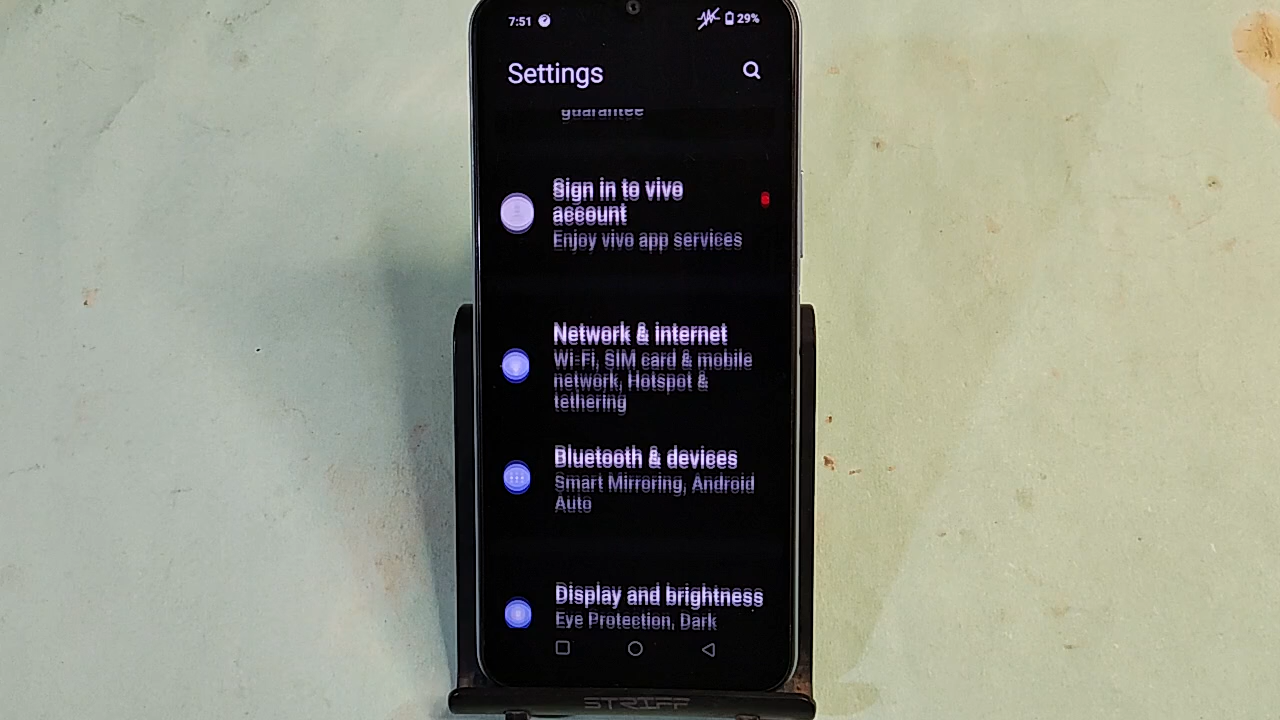 7:51
29%
Settings
guarantee
Sign in to vivo
account
Enjoy vivo app services
Network & internet
Wi-Fi, SIM card & mobile
network, Hotspot &
tethering
Bluetooth & devices
Smart Mirroring, Android
Auto
Display and brightness
Eye Protection, Dark
STRIFF